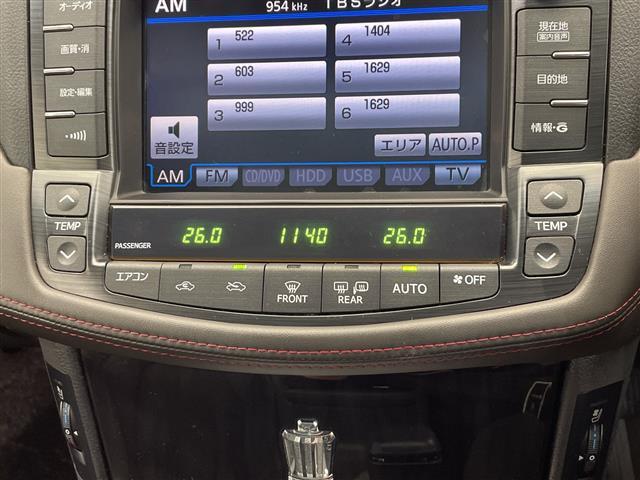 オーディオ
AM 954 kHz TBSラジオ
画質・消
設定・編集
1 522
4 1404
2 603
5 1629
3 999
6 1629
音設定
エリア AUTO.P
AM FM CD/DVD HDD USB AUX TV
現在地
案内音声
目的地
情報・G
TEMP
TEMP
PASSENGER 26.0 11:40 26.0
エアコン FRONT REAR AUTO OFF